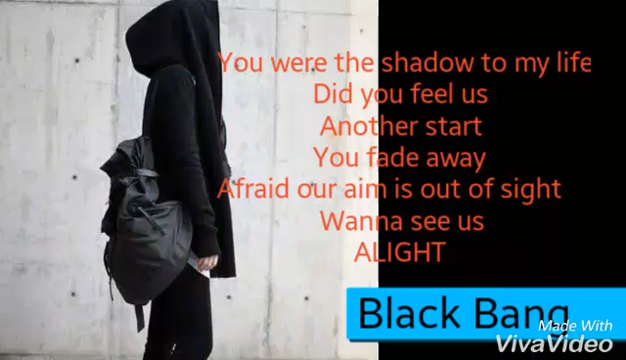 You were the shadow to my life
Did you feel us
Another start
You fade away
Afraid our aim is out of sight
Wanna see us
ALIGHT
Black Bang
Made With
VivaVideo